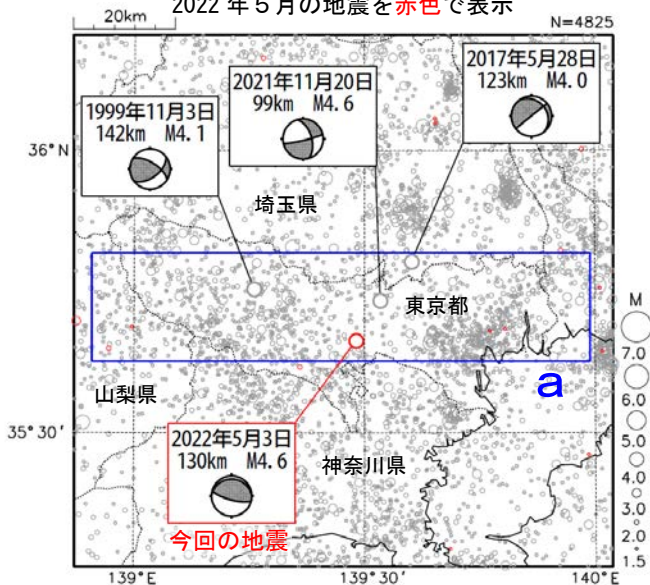 2022 年５月の地震を赤色で表示
20km
N=4825
2017年5月28日
123km M4.0
2021年11月20日
99km M4.6
1999年11月3日
142km M4.1
36°N
埼玉県
東京都
M
7.0
6.0
5.0
4.0
3.0
2.0
1.5
a
山梨県
35°30′
2022年5月3日
130km M4.6
神奈川県
今回の地震
139°E
139°30′
140°E